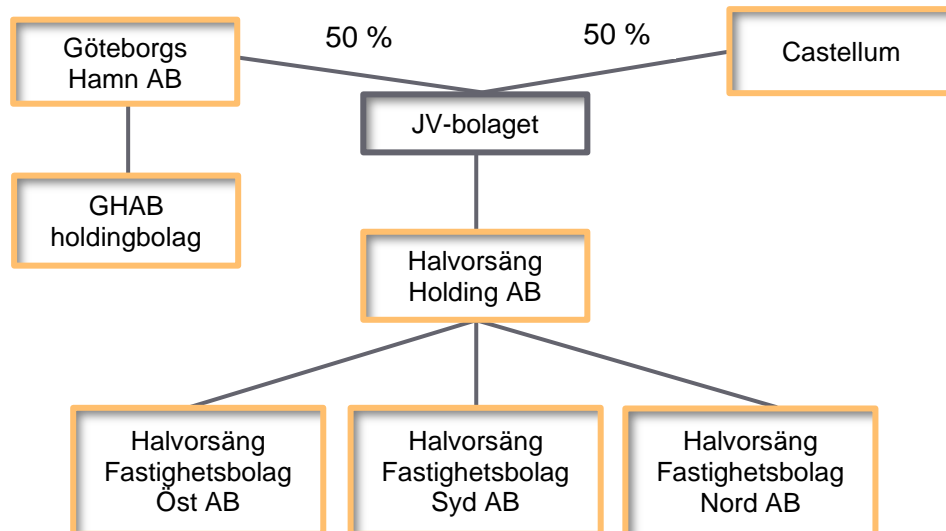 Göteborgs
Hamn AB
50 %
50 %
Castellum
JV-bolaget
GHAB
holdingbolag
Halvorsäng
Holding AB
Halvorsäng
Fastighetsbolag
Öst AB
Halvorsäng
Fastighetsbolag
Syd AB
Halvorsäng
Fastighetsbolag
Nord AB